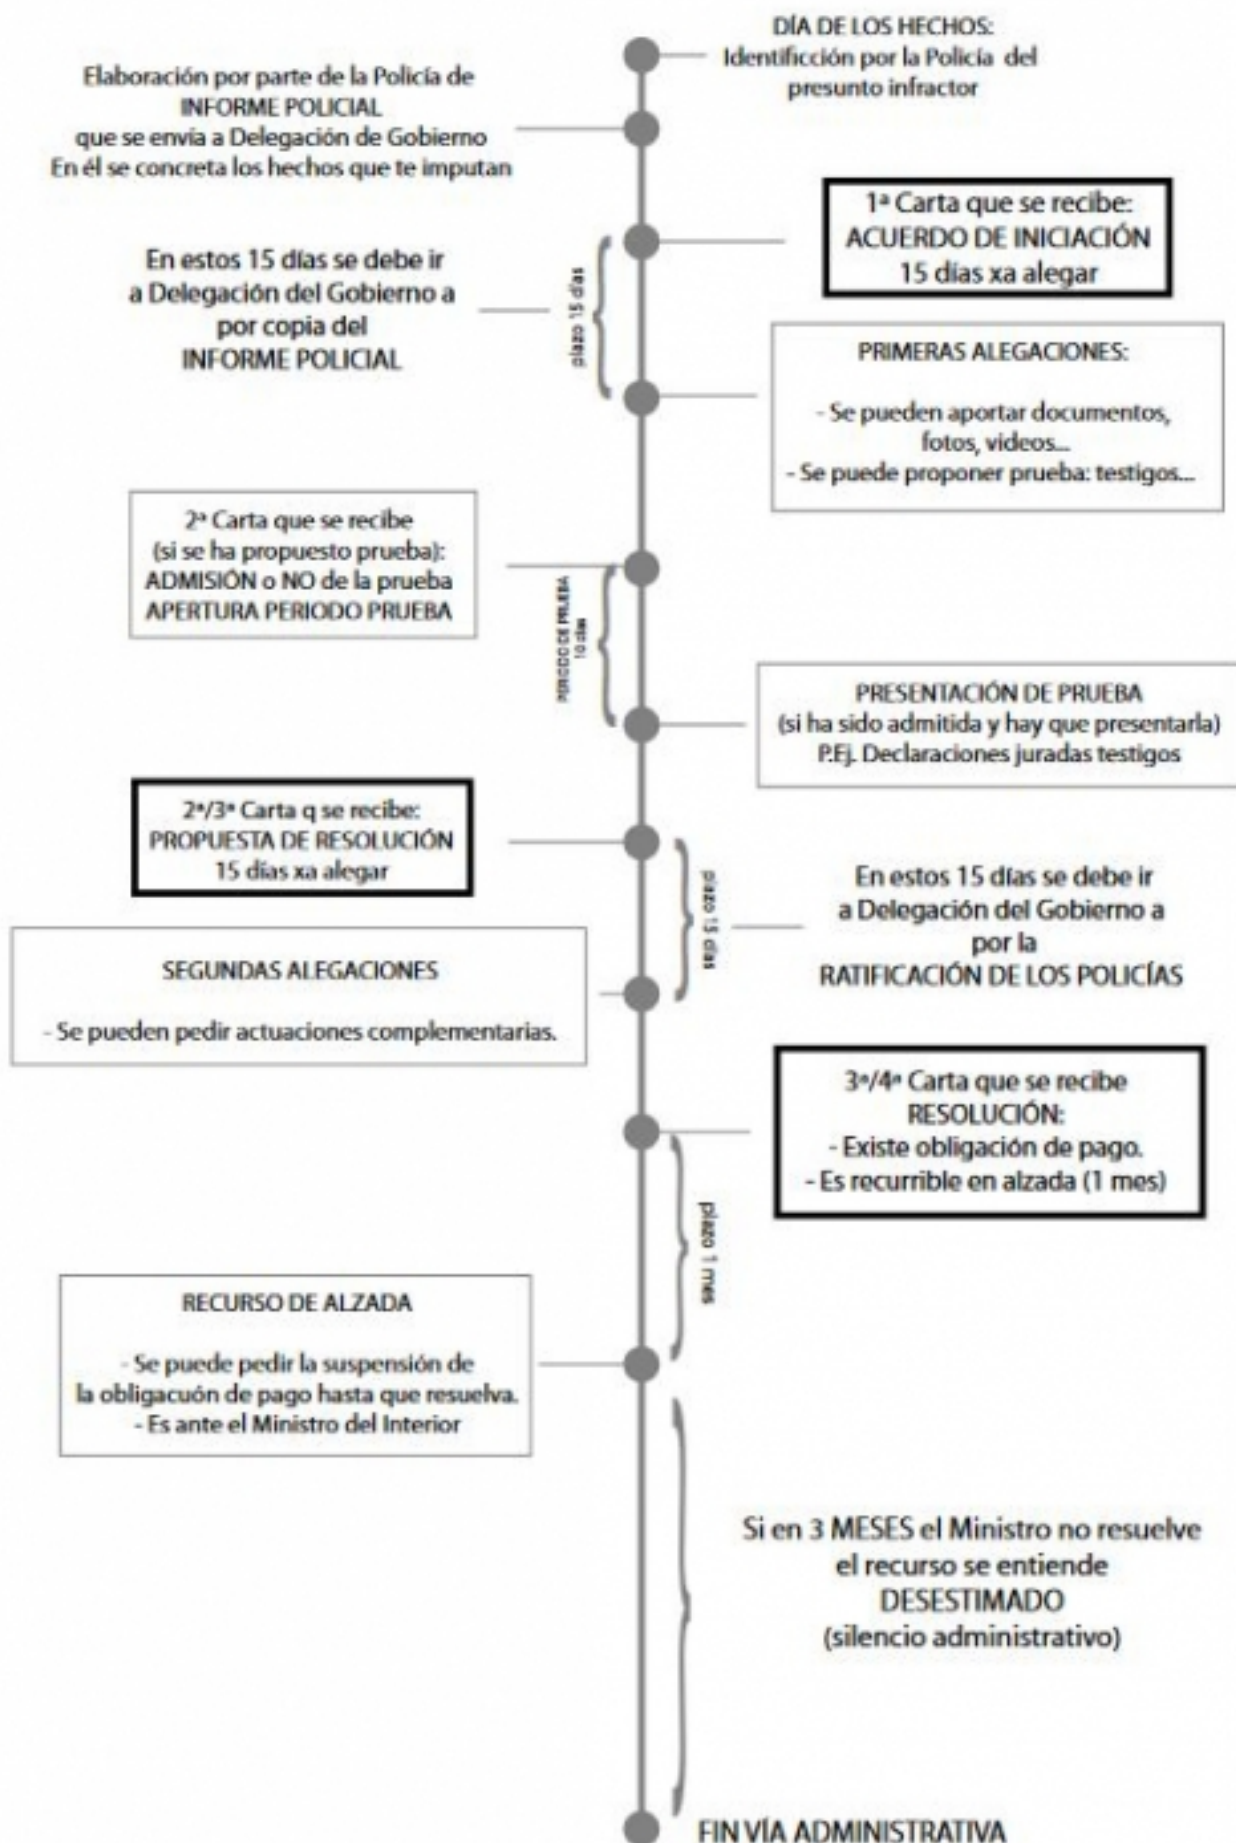 DÍA DE LOS HECHOS:
Identificción por la Policía del
presunto infractor
Elaboración por parte de la Policía de
INFORME POLICIAL
que se envía a Delegación de Gobierno
En él se concreta los hechos que te imputan
1ª Carta que se recibe:
ACUERDO DE INICIACIÓN
15 días xa alegar
En estos 15 días se debe ir
a Delegación del Gobierno a
por copia del
INFORME POLICIAL
plazo 15 días
PRIMERAS ALEGACIONES:
- Se pueden aportar documentos,
fotos, videos...
- Se puede proponer prueba: testigos...
2ª Carta que se recibe
(si se ha propuesto prueba):
ADMISIÓN o NO de la prueba
APERTURA PERIODO PRUEBA
PERIODO DE PRUEBA
10 días
PRESENTACIÓN DE PRUEBA
(si ha sido admitida y hay que presentarla)
P.Ej. Declaraciones juradas testigos
2ª/3ª Carta q se recibe:
PROPUESTA DE RESOLUCIÓN
15 días xa alegar
plazo 15 días
En estos 15 días se debe ir
a Delegación del Gobierno a
por la
RATIFICACIÓN DE LOS POLICÍAS
SEGUNDAS ALEGACIONES
- Se pueden pedir actuaciones complementarias.
3ª/4ª Carta que se recibe
RESOLUCIÓN:
- Existe obligación de pago.
- Es recurrible en alzada (1 mes)
plazo 1 mes
RECURSO DE ALZADA
- Se puede pedir la suspensión de
la obligacuón de pago hasta que resuelva.
- Es ante el Ministro del Interior
Si en 3 MESES el Ministro no resuelve
el recurso se entiende
DESESTIMADO
(silencio administrativo)
FIN VÍA ADMINISTRATIVA